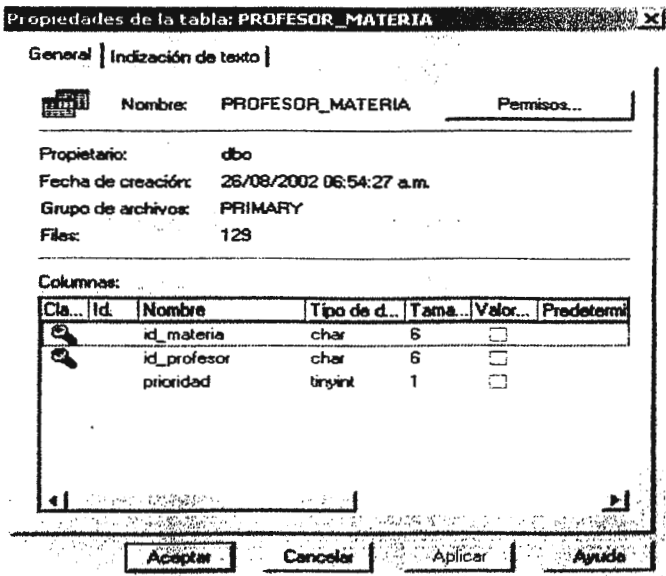 Propiedades de la tabla: PROFESOR_MATERIA
General Indización de texto
Nombre: PROFESOR_MATERIA Permisos...
Propietario: dbo
Fecha de creación: 26/08/2002 06:54:27 a.m.
Grupo de archivos: PRIMARY
Filas: 129
Columnas:
Cla... Id. Nombre Tipo de d... Tama... Valor... Predetermi
id_materia char 6
id_profesor char 6
prioridad tinyint 1
Aceptar Cancelar Aplicar Ayuda